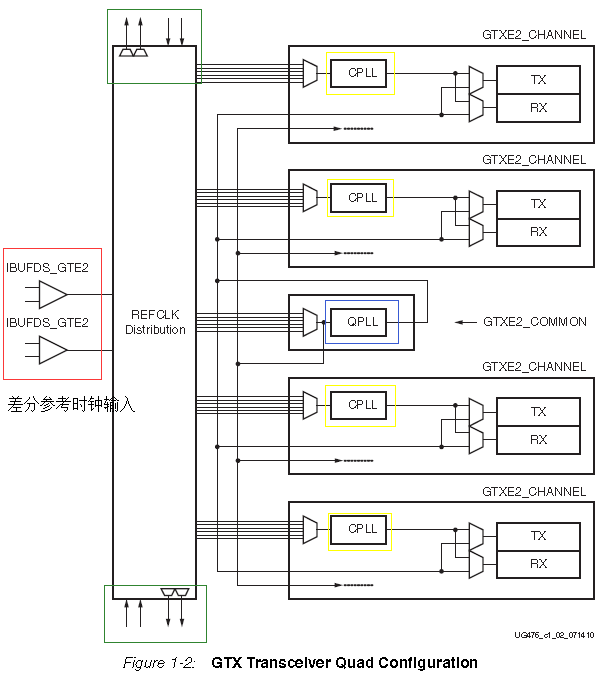 GTXE2_CHANNEL
CPLL
TX
RX
GTXE2_CHANNEL
CPLL
TX
RX
IBUFDS_GTE2
IBUFDS_GTE2
差分参考时钟输入
REFCLK
Distribution
QPLL
GTXE2_COMMON
GTXE2_CHANNEL
CPLL
TX
RX
GTXE2_CHANNEL
CPLL
TX
RX
UG476_c1_02_071410
Figure 1-2: GTX Transceiver Quad Configuration